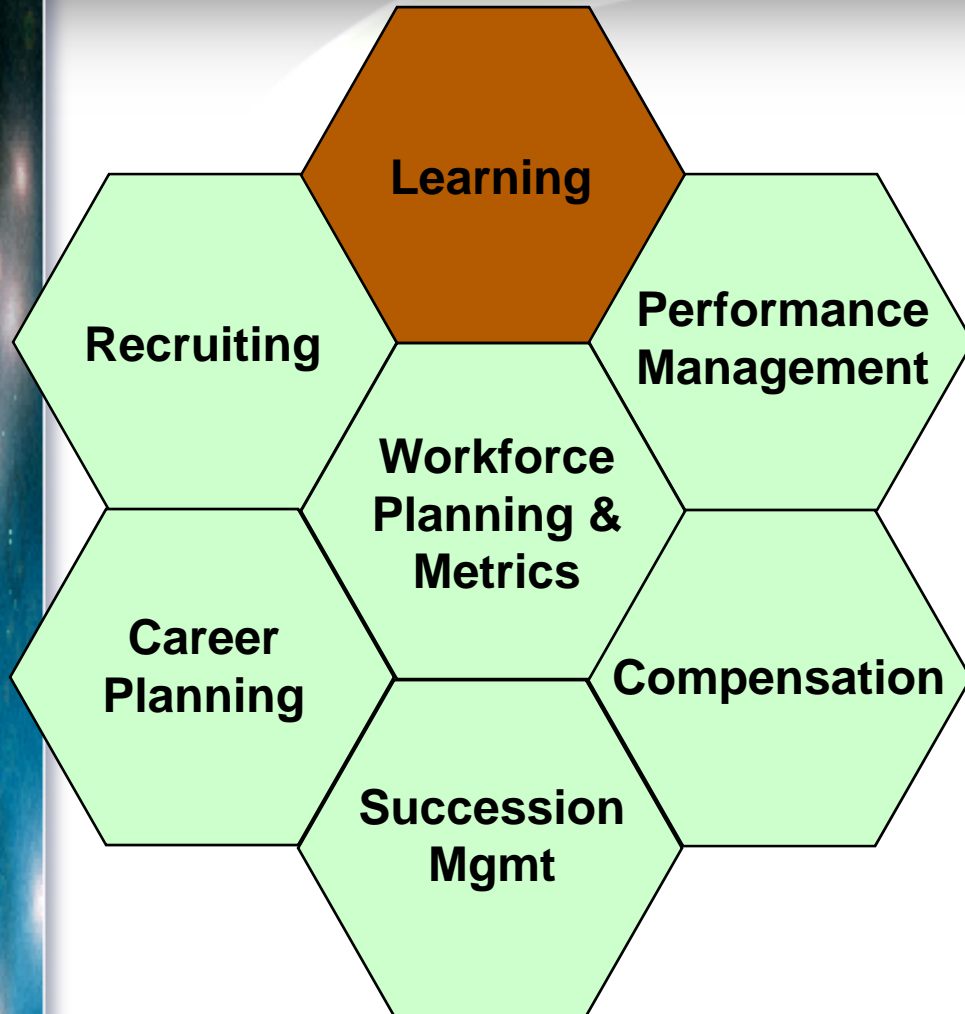 Learning
Recruiting
Performance
Management
Workforce
Planning &
Metrics
Career
Planning
Compensation
Succession
Mgmt